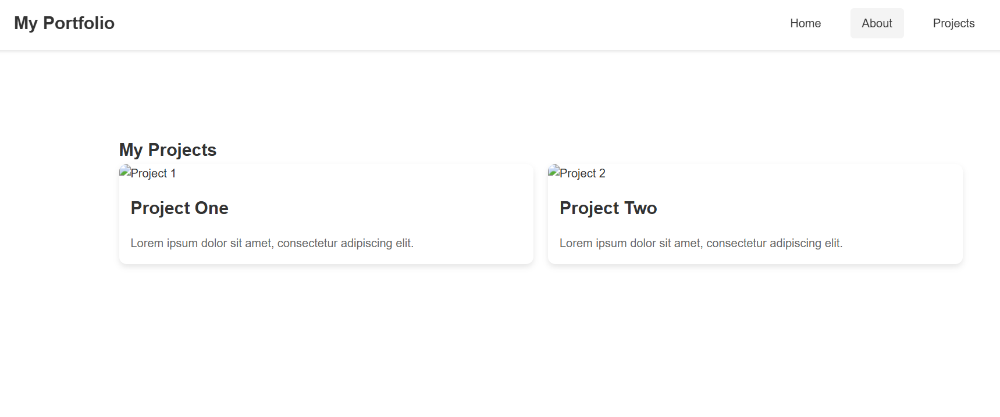 My Portfolio
Home About Projects
My Projects
Project 1
Project One
Lorem ipsum dolor sit amet, consectetur adipiscing elit.
Project 2
Project Two
Lorem ipsum dolor sit amet, consectetur adipiscing elit.